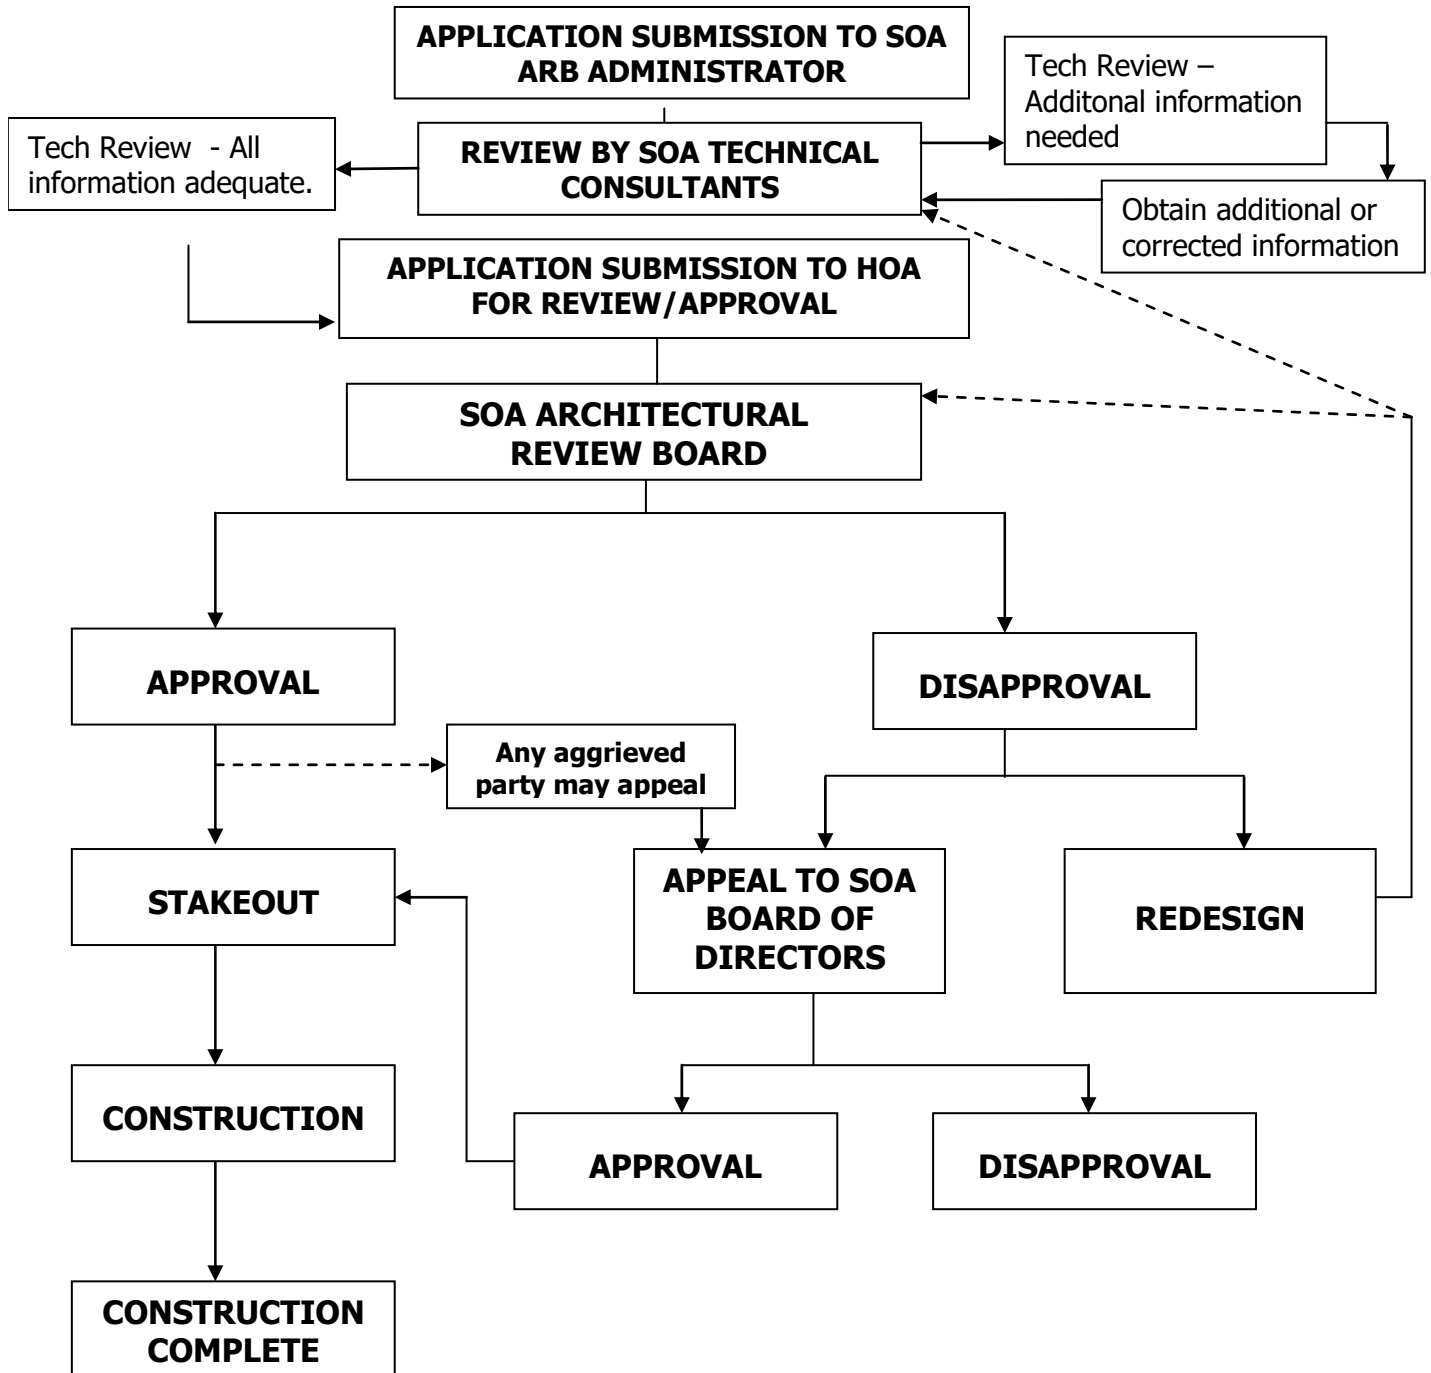 APPLICATION SUBMISSION TO SOA
ARB ADMINISTRATOR
Tech Review –
Additonal information
needed
Tech Review  - All
information adequate.
REVIEW BY SOA TECHNICAL
CONSULTANTS
Obtain additional or
corrected information
APPLICATION SUBMISSION TO HOA
FOR REVIEW/APPROVAL
SOA ARCHITECTURAL
REVIEW BOARD
APPROVAL
DISAPPROVAL
Any aggrieved
party may appeal
STAKEOUT
APPEAL TO SOA
BOARD OF
DIRECTORS
REDESIGN
CONSTRUCTION
APPROVAL
DISAPPROVAL
CONSTRUCTION
COMPLETE